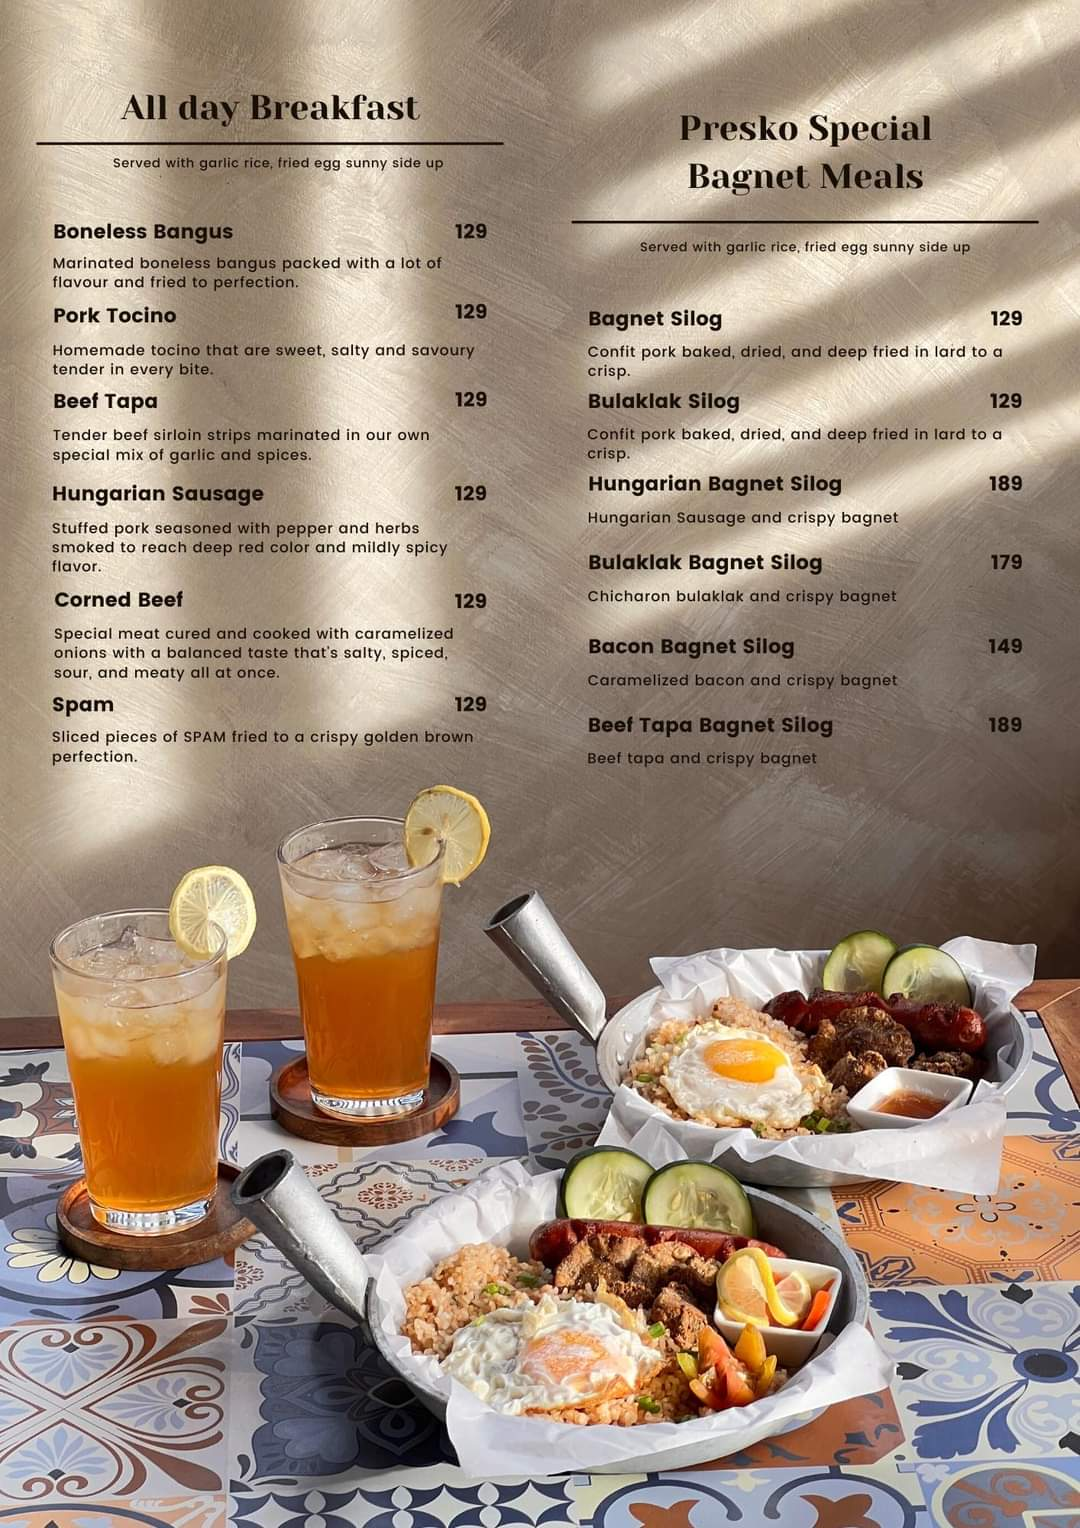 All day Breakfast
Served with garlic rice, fried egg sunny side up
Boneless Bangus 129
Marinated boneless bangus packed with a lot of
flavour and fried to perfection.
Pork Tocino 129
Homemade tocino that are sweet, salty and savoury
tender in every bite.
Beef Tapa 129
Tender beef sirloin strips marinated in our own
special mix of garlic and spices.
Hungarian Sausage 129
Stuffed pork seasoned with pepper and herbs
smoked to reach deep red color and mildly spicy
flavor.
Corned Beef 129
Special meat cured and cooked with caramelized
onions with a balanced taste that's salty, spiced,
sour, and meaty all at once.
Spam 129
Sliced pieces of SPAM fried to a crispy golden brown
perfection.
Presko Special
Bagnet Meals
Served with garlic rice, fried egg sunny side up
Bagnet Silog 129
Confit pork baked, dried, and deep fried in lard to a
crisp.
Bulaklak Silog 129
Confit pork baked, dried, and deep fried in lard to a
crisp.
Hungarian Bagnet Silog 189
Hungarian Sausage and crispy bagnet
Bulaklak Bagnet Silog 179
Chicharon bulaklak and crispy bagnet
Bacon Bagnet Silog 149
Caramelized bacon and crispy bagnet
Beef Tapa Bagnet Silog 189
Beef tapa and crispy bagnet